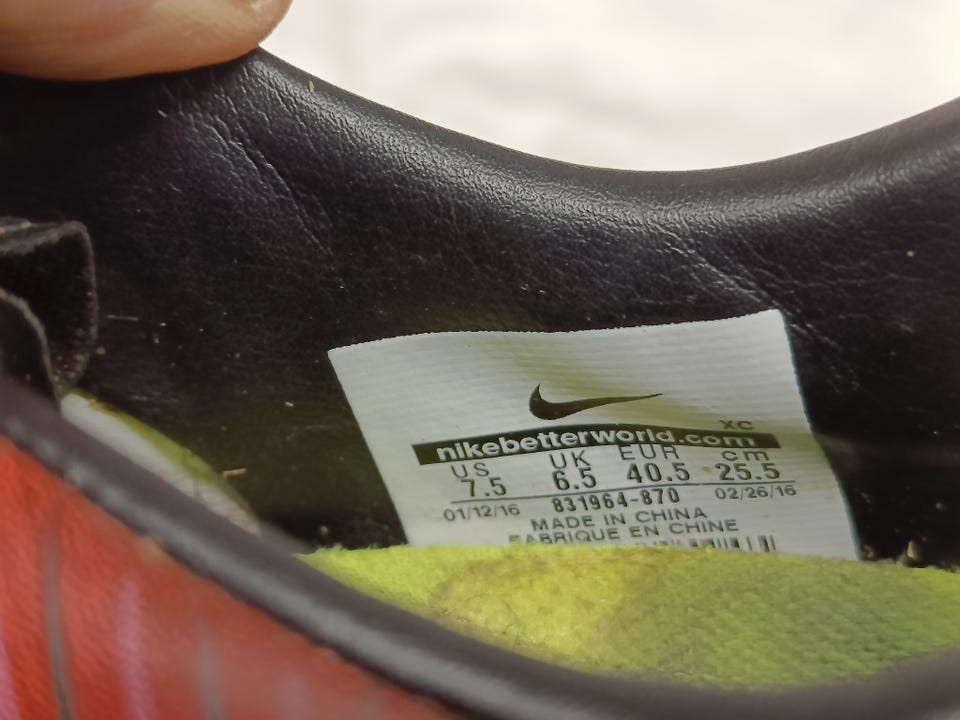 XC
nikebetterworld.com
US UK EUR cm
7.5 6.5 40.5 25.5
01/12/16 831964-870 02/26/16
MADE IN CHINA
FABRIQUE EN CHINE